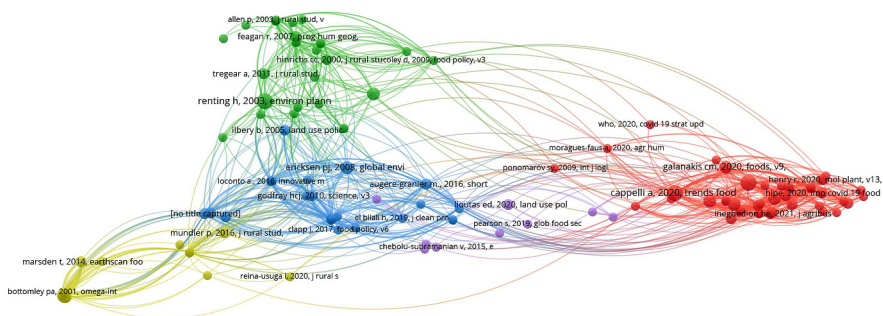 allen p, 2003, j rural stud, v
feagan r, 2007, prog hum geog,
hinrichs cc, 2000, j rural stucoley d, 2009, food policy, v3
tregear a, 2011, j rural stud,
renting h, 2003, environ plann
ilbery b, 2005, land use polic
who, 2020, covid 19 strat upd
moragues-faus a, 2020, agr hum
ponomarov sy, 2009, int j logi
galanakis cm, 2020, foods, v9,
henry r, 2020, mol plant, v13,
cappelli a, 2020, trends food
hlpe, 2020, imp covid 19 food
inegbedion he, 2021, j agribus
ericksen pj, 2008, global envi
loconto a., 2016, innovative m
augere-granier m., 2016, short
godfray hcj, 2010, science, v3
[no title captured]
el bilali h, 2019, j clean pro
lioutas ed, 2020, land use pol
mundler p, 2016, j rural stud,
clapp j, 2017, food policy, v6
pearson s, 2019, glob food sec
chebolu-subramanian v, 2015, e
marsden t, 2014, earthscan foo
reina-usuga l, 2020, j rural s
bottomley pa, 2001, omega-int